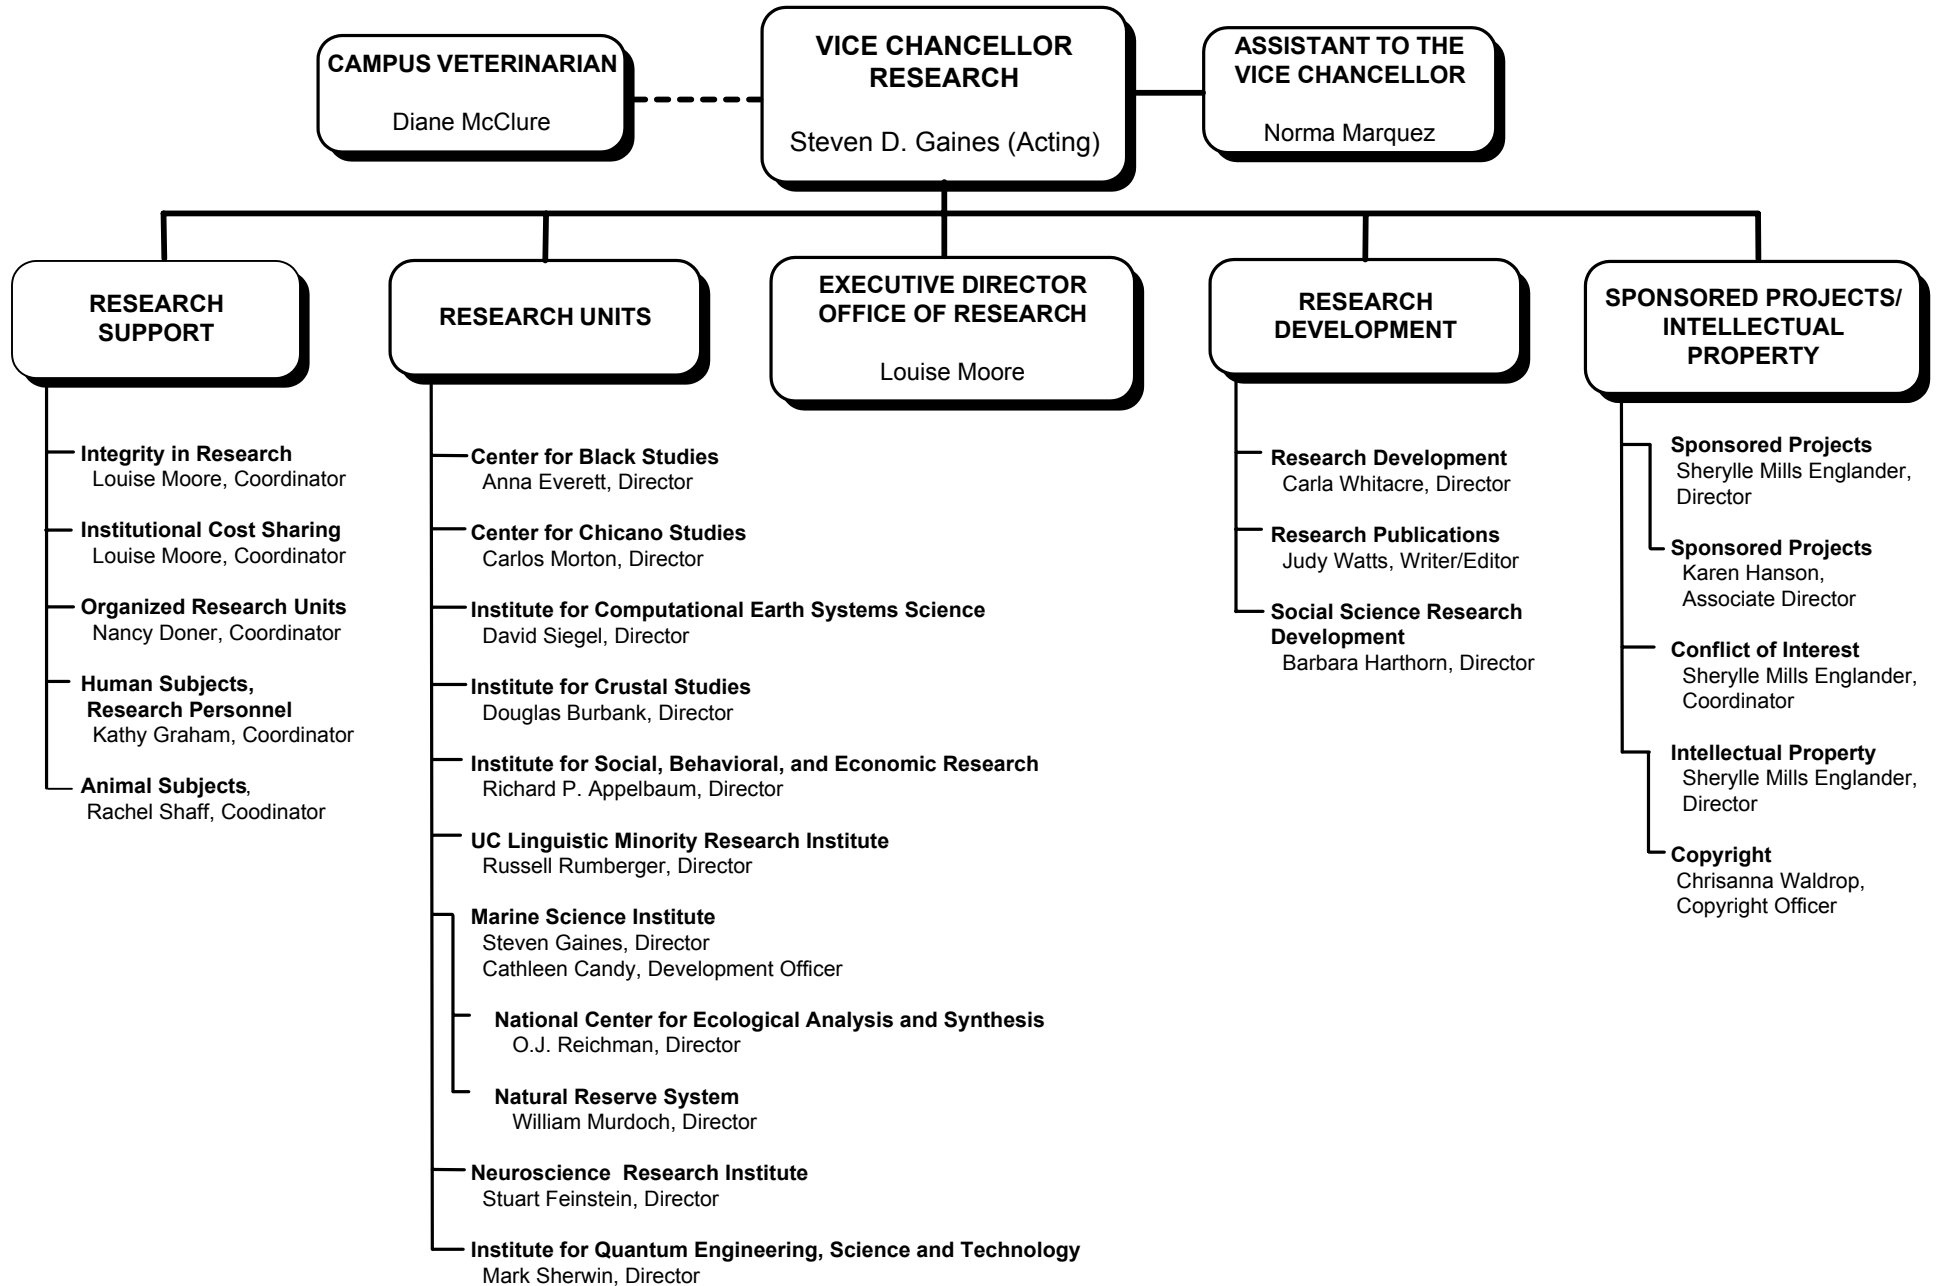 CAMPUS VETERINARIAN
Diane McClure
VICE CHANCELLOR
RESEARCH
Steven D. Gaines (Acting)
ASSISTANT TO THE
VICE CHANCELLOR
Norma Marquez
RESEARCH
SUPPORT
Integrity in Research
Louise Moore, Coordinator
Institutional Cost Sharing
Louise Moore, Coordinator
Organized Research Units
Nancy Doner, Coordinator
Human Subjects,
Research Personnel
Kathy Graham, Coordinator
Animal Subjects,
Rachel Shaff, Coodinator
RESEARCH UNITS
Center for Black Studies
Anna Everett, Director
Center for Chicano Studies
Carlos Morton, Director
Institute for Computational Earth Systems Science
David Siegel, Director
Institute for Crustal Studies
Douglas Burbank, Director
Institute for Social, Behavioral, and Economic Research
Richard P. Appelbaum, Director
UC Linguistic Minority Research Institute
Russell Rumberger, Director
Marine Science Institute
Steven Gaines, Director
Cathleen Candy, Development Officer
National Center for Ecological Analysis and Synthesis
O.J. Reichman, Director
Natural Reserve System
William Murdoch, Director
Neuroscience Research Institute
Stuart Feinstein, Director
Institute for Quantum Engineering, Science and Technology
Mark Sherwin, Director
EXECUTIVE DIRECTOR
OFFICE OF RESEARCH
Louise Moore
RESEARCH
DEVELOPMENT
Research Development
Carla Whitacre, Director
Research Publications
Judy Watts, Writer/Editor
Social Science Research
Development
Barbara Harthorn, Director
SPONSORED PROJECTS/
INTELLECTUAL
PROPERTY
Sponsored Projects
Sherylle Mills Englander,
Director
Sponsored Projects
Karen Hanson,
Associate Director
Conflict of Interest
Sherylle Mills Englander,
Coordinator
Intellectual Property
Sherylle Mills Englander,
Director
Copyright
Chrisanna Waldrop,
Copyright Officer